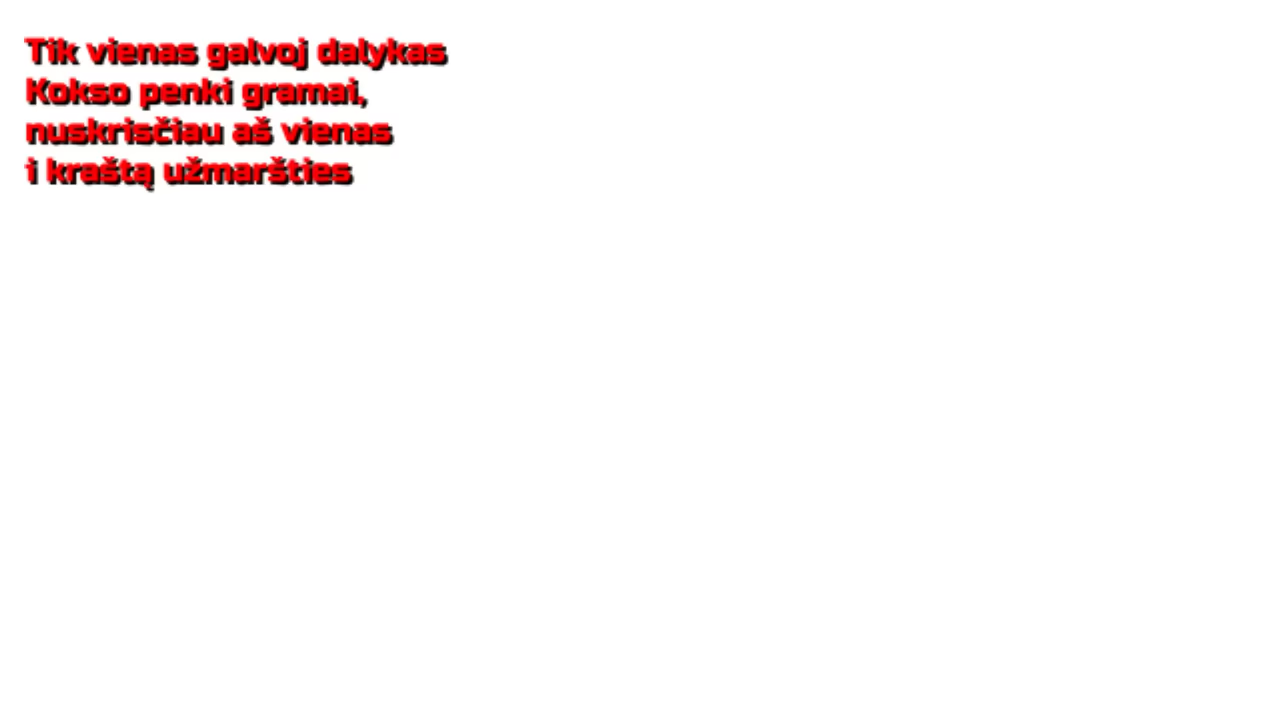 Tik vienas galvoj dalykas
Kokso penki gramai,
nuskrisčiau aš vienas
i kraštą užmaršties